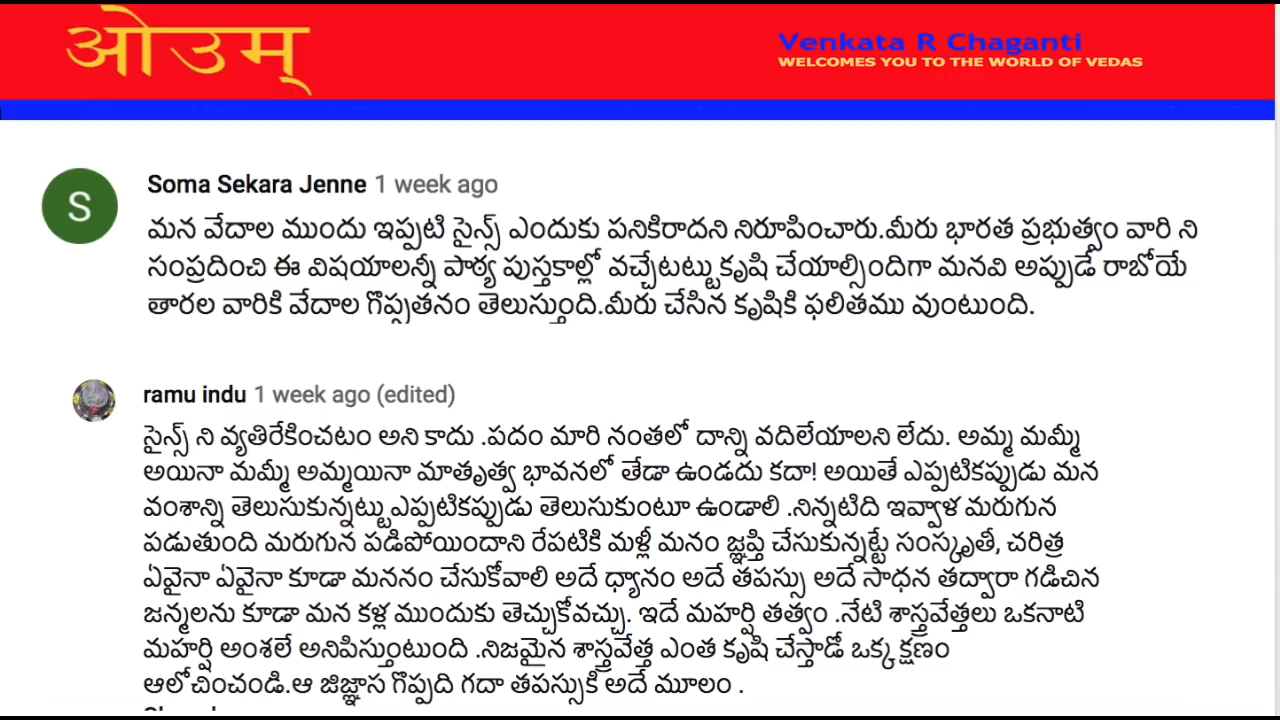 ओउम्
Venkata R Chaganti
WELCOMES YOU TO THE WORLD OF VEDAS
S
Soma Sekara Jenne 1 week ago
మన వేదాల ముందు ఇప్పటి సైన్స్ ఎందుకు పనికిరాదని నిరూపించారు.మీరు భారత ప్రభుత్వం వారి ని
సంప్రదించి ఈ విషయాలన్నీ పాఠ్య పుస్తకాల్లో వచ్చేటట్టుకృషి చేయాల్సిందిగా మనవి అప్పుడే రాబోయే
తారల వారికి వేదాల గొప్పతనం తెలుస్తుంది.మీరు చేసిన కృషికి ఫలితము వుంటుంది.
ramu indu 1 week ago (edited)
సైన్స్ ని వ్యతిరేకించటం అని కాదు .పదం మారి నంతలో దాన్ని వదిలేయాలని లేదు. అమ్మ మమ్మీ
అయినా మమ్మీ అమ్మయినా మాతృత్వ భావనలో తేడా ఉండదు కదా! అయితే ఎప్పటికప్పుడు మన
వంశాన్ని తెలుసుకున్నట్టుఎప్పటికప్పుడు తెలుసుకుంటూ ఉండాలి .నిన్నటిది ఇవ్వాళ మరుగున
పడుతుంది మరుగున పడిపోయిందాని రేపటికి మళ్లీ మనం జ్ఞప్తి చేసుకున్నట్టే సంస్కృతీ, చరిత్ర
ఏవైనా ఏవైనా కూడా మననం చేసుకోవాలి అదే ధ్యానం అదే తపస్సు అదే సాధన తద్వారా గడిచిన
జన్మలను కూడా మన కళ్ల ముందుకు తెచ్చుకోవచ్చు. ఇదే మహర్షి తత్వం .నేటి శాస్త్రవేత్తలు ఒకనాటి
మహర్షి అంశలే అనిపిస్తుంటుంది .నిజమైన శాస్త్రవేత్త ఎంత కృషి చేస్తాడో ఒక్కక్షణం
ఆలోచించండి.ఆ జిజ్ఞాస గొప్పది గదా తపస్సుకి అదే మూలం .